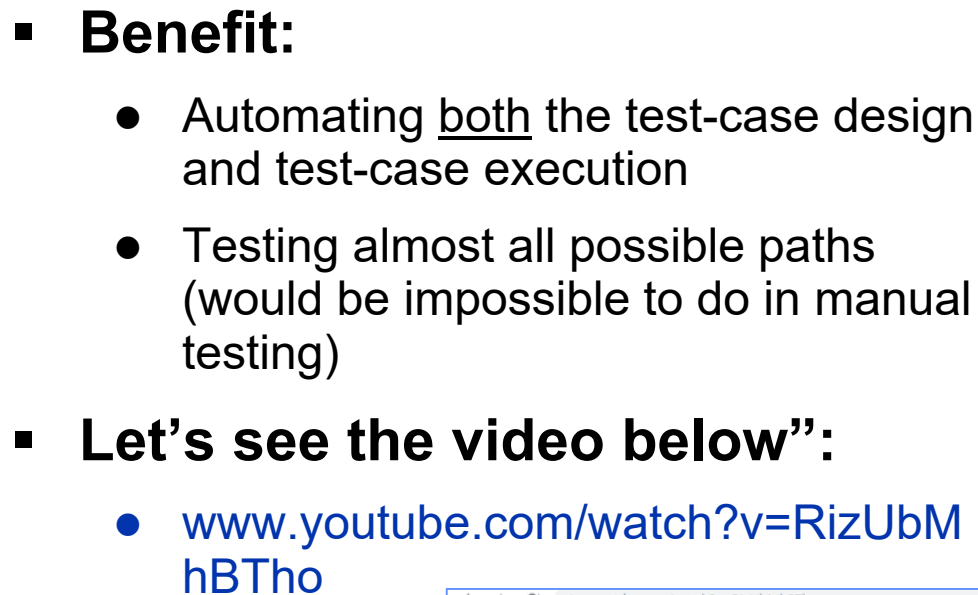 ▪ Benefit:
● Automating both the test-case design
and test-case execution
● Testing almost all possible paths
(would be impossible to do in manual
testing)
▪ Let’s see the video below”:
● www.youtube.com/watch?v=RizUbM
hBTho